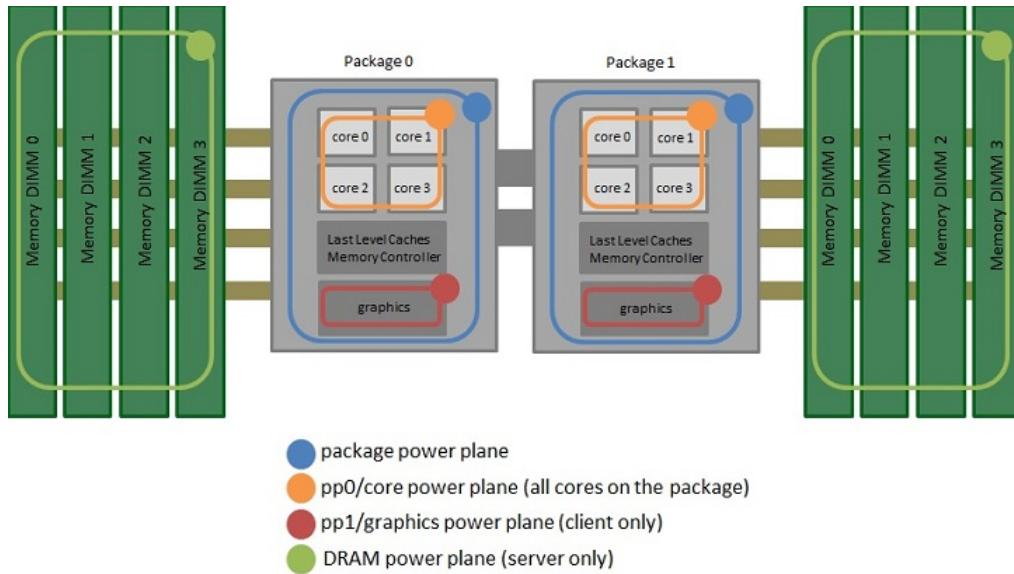 Package 0
Package 1
Memory DIMM 0
Memory DIMM 1
Memory DIMM 2
Memory DIMM 3
core 0
core 1
core 2
core 3
Last Level Caches
Memory Controller
graphics
core 0
core 1
core 2
core 3
Last Level Caches
Memory Controller
graphics
Memory DIMM 0
Memory DIMM 1
Memory DIMM 2
Memory DIMM 3
package power plane
pp0/core power plane (all cores on the package)
pp1/graphics power plane (client only)
DRAM power plane (server only)